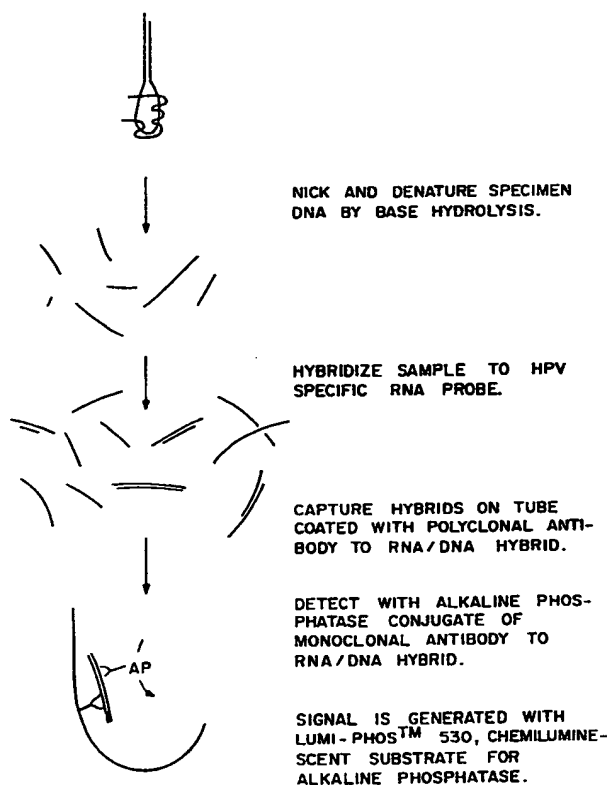 NICK AND DENATURE SPECIMEN
DNA BY BASE HYDROLYSIS.
HYBRIDIZE SAMPLE TO HPV
SPECIFIC RNA PROBE.
CAPTURE HYBRIDS ON TUBE
COATED WITH POLYCLONAL ANTI-
BODY TO RNA/DNA HYBRID.
DETECT WITH ALKALINE PHOS-
PHATASE CONJUGATE OF
MONOCLONAL ANTIBODY TO
RNA/DNA HYBRID.
AP
SIGNAL IS GENERATED WITH
LUMI-PHOS™ 530, CHEMILUMINE-
SCENT SUBSTRATE FOR
ALKALINE PHOSPHATASE.